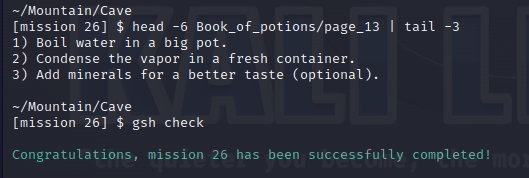 ~/Mountain/Cave
[mission 26] $ head -6 Book_of_potions/page_13 | tail -3
1) Boil water in a big pot.
2) Condense the vapor in a fresh container.
3) Add minerals for a better taste (optional).
~/Mountain/Cave
[mission 26] $ gsh check
Congratulations, mission 26 has been successfully completed!